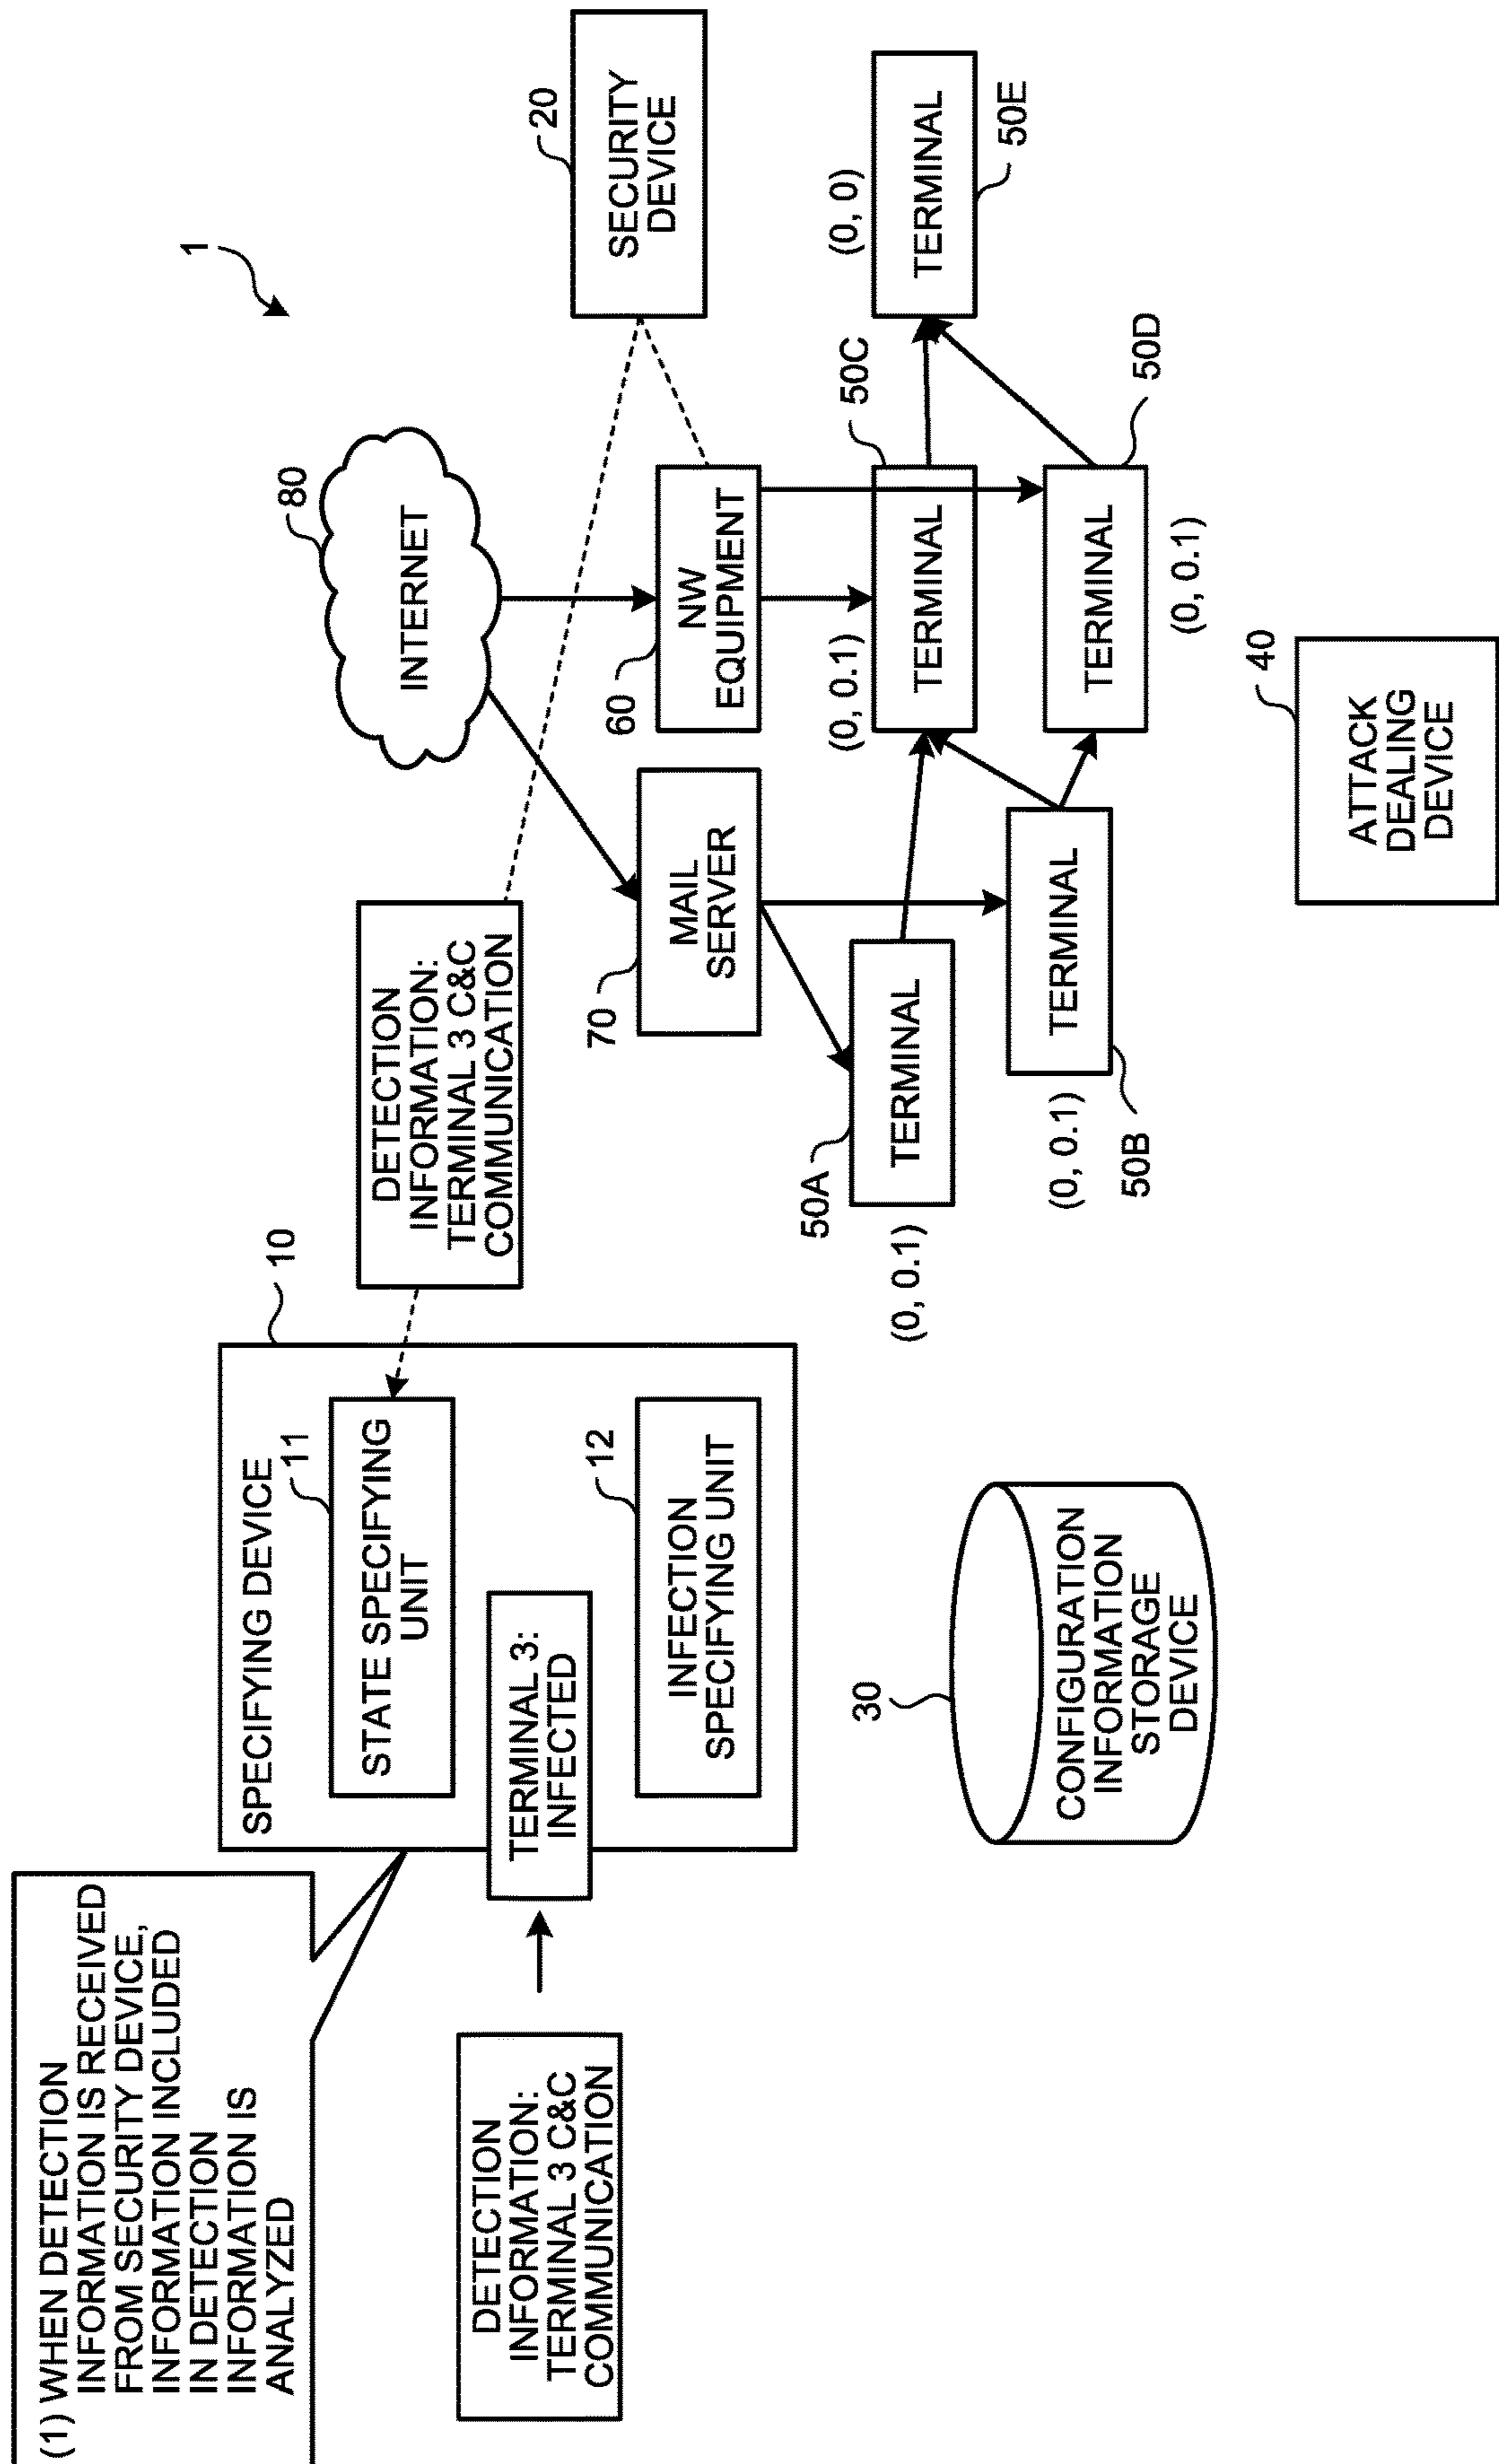 (1) WHEN DETECTION
INFORMATION IS RECEIVED
FROM SECURITY DEVICE,
INFORMATION INCLUDED
IN DETECTION
INFORMATION IS
ANALYZED
DETECTION
INFORMATION:
TERMINAL 3 C&C
COMMUNICATION
SPECIFYING DEVICE
10
11
STATE SPECIFYING
UNIT
TERMINAL 3:
INFECTED
12
INFECTION
SPECIFYING UNIT
30
CONFIGURATION
INFORMATION
STORAGE
DEVICE
DETECTION
INFORMATION:
TERMINAL 3 C&C
COMMUNICATION
1
80
INTERNET
20
SECURITY
DEVICE
70
MAIL
SERVER
60
NW
EQUIPMENT
50A
TERMINAL
(0, 0.1)
TERMINAL
(0, 0.1)
50B
(0, 0.1)
50C
TERMINAL
50D
TERMINAL
(0, 0.1)
(0, 0)
TERMINAL
50E
40
ATTACK
DEALING
DEVICE